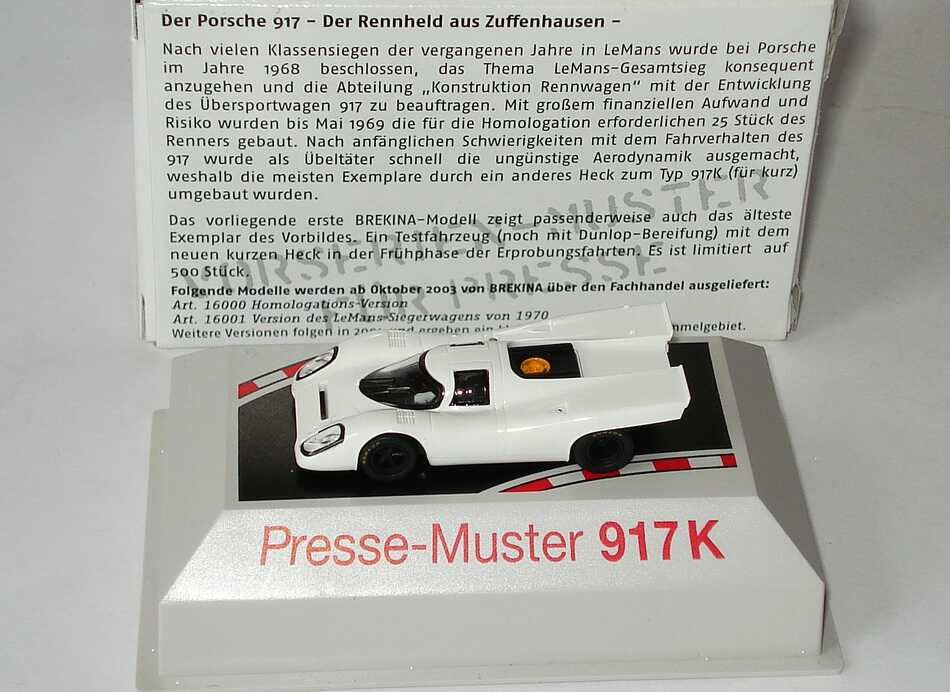 Der Porsche 917 – Der Rennheld aus Zuffenhausen –
Nach vielen Klassensiegen der vergangenen Jahre in LeMans wurde bei Porsche
im Jahre 1968 beschlossen, das Thema LeMans-Gesamtsieg konsequent
anzugehen und die Abteilung „Konstruktion Rennwagen“ mit der Entwicklung
des Übersportwagen 917 zu beauftragen. Mit großem finanziellen Aufwand und
Risiko wurden bis Mai 1969 die für die Homologation erforderlichen 25 Stück des
Renners gebaut. Nach anfänglichen Schwierigkeiten mit dem Fahrverhalten des
917 wurde als Übeltäter schnell die ungünstige Aerodynamik ausgemacht,
weshalb die meisten Exemplare durch ein anderes Heck zum Typ 917K (für kurz)
umgebaut wurden.
Das vorliegende erste BREKINA-Modell zeigt passenderweise auch das älteste
Exemplar des Vorbildes. Ein Testfahrzeug (noch mit Dunlop-Bereifung) mit dem
neuen kurzen Heck in der Frühphase der Erprobungsfahrten. Es ist limitiert auf
500 Stück.
VORSERIEN-MUSTER
FÜR PRESSE
Folgende Modelle werden ab Oktober 2003 von BREKINA über den Fachhandel ausgeliefert:
Art. 16000 Homologations-Version
Art. 16001 Version des LeMans-Siegerwagens von 1970
Weitere Versionen folgen in und ergeben ein
Presse-Muster 917 K